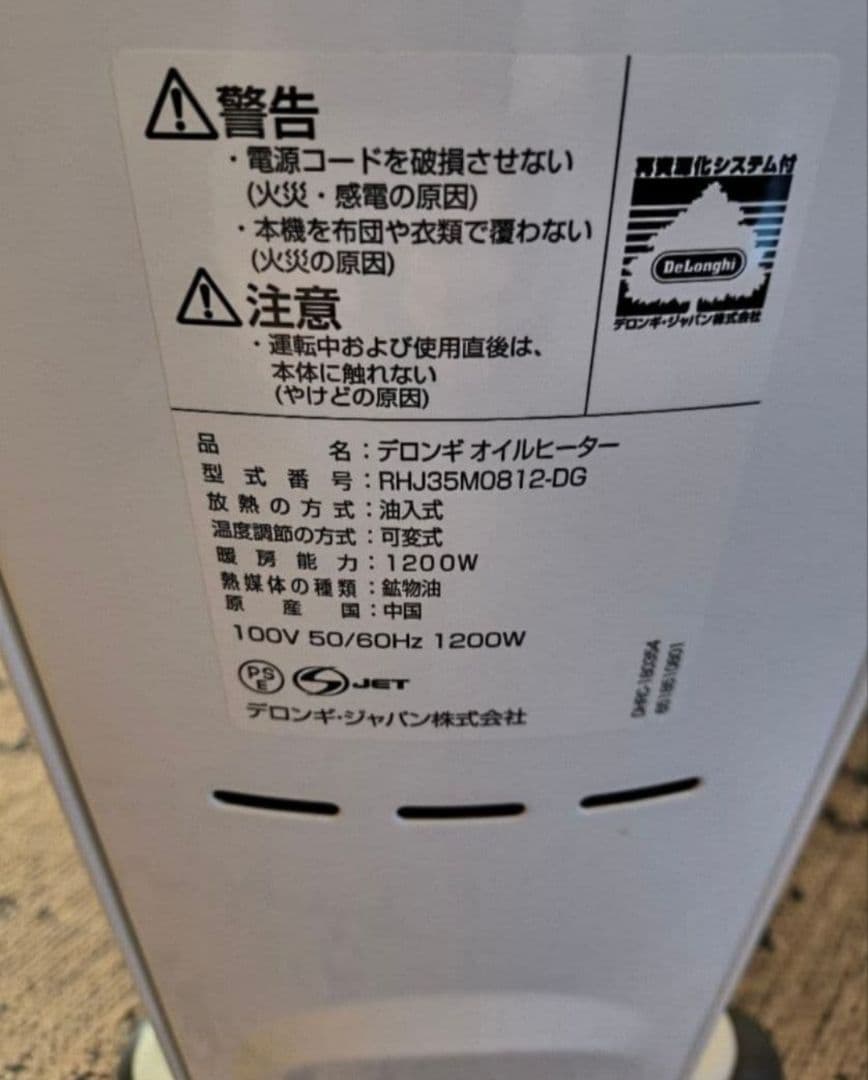 警告
・電源コードを破損させない
(火災・感電の原因)
・本機を布団や衣類で覆わない
(火災の原因)
注意
・運転中および使用直後は、
本体に触れない
(やけどの原因)
再資源化システム付
DeLonghi
デロンギ・ジャパン株式会社
品名：デロンギ オイルヒーター
型式番号：RHJ35M0812-DG
放熱の方式：油入式
温度調節の方式：可変式
暖房能力：1200W
熱媒体の種類：鉱物油
原産国：中国
100V 50/60Hz 1200W
PSE JET
デロンギ・ジャパン株式会社